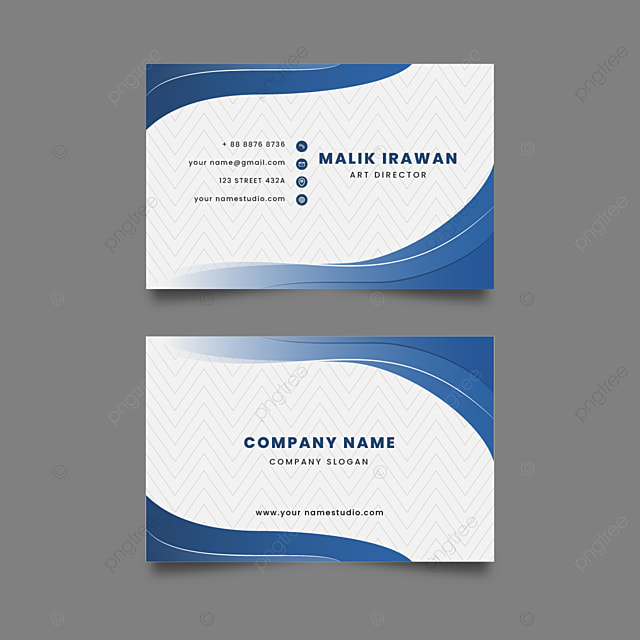 + 88 8876 8736
your name@gmail.com
123 STREET 432A
your namestudio.com
MALIK IRAWAN
ART DIRECTOR
COMPANY NAME
COMPANY SLOGAN
www.your namestudio.com
pngtree